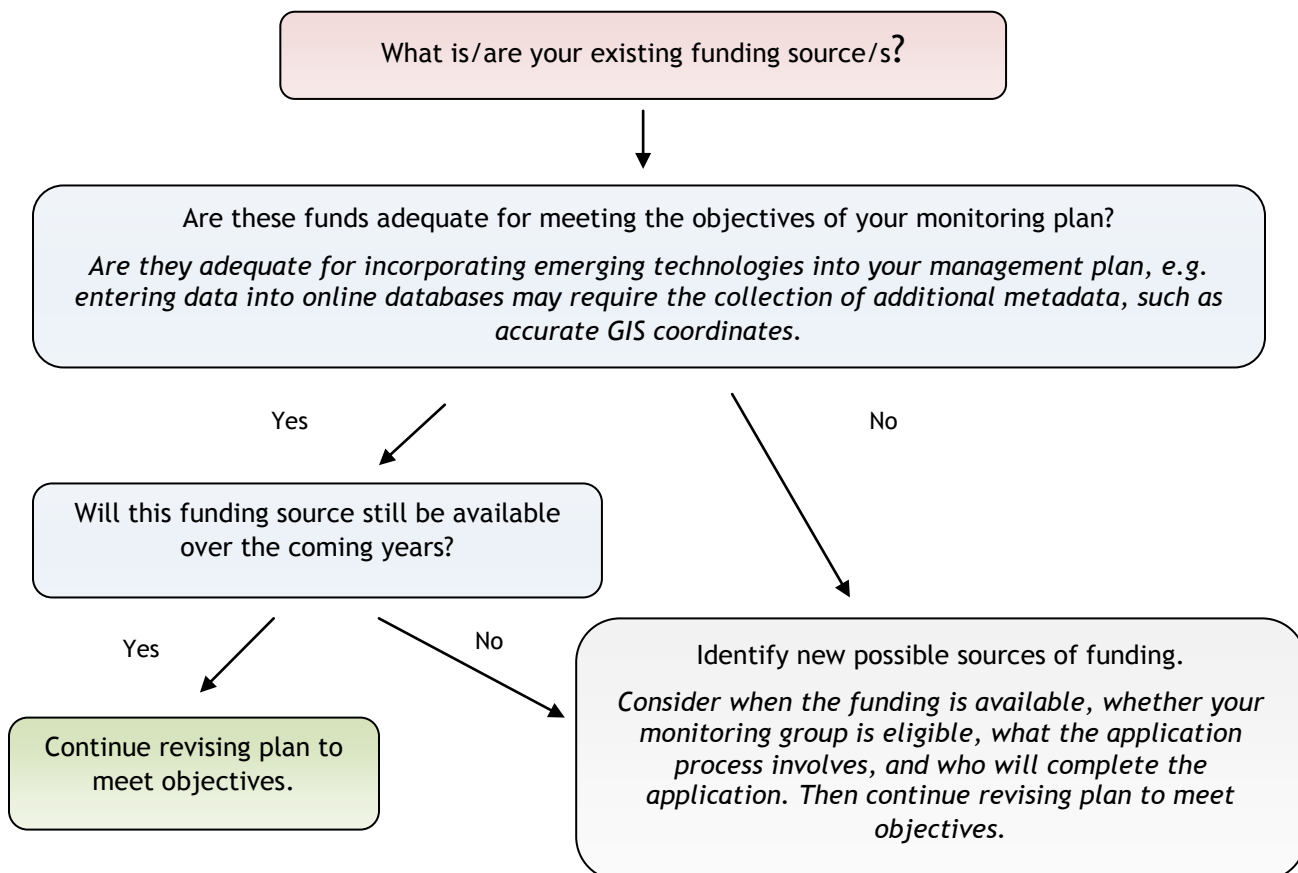 What is/are your existing funding source/s?
Are these funds adequate for meeting the objectives of your monitoring plan?
Are they adequate for incorporating emerging technologies into your management plan, e.g.
entering data into online databases may require the collection of additional metadata, such as
accurate GIS coordinates.
Yes
No
Will this funding source still be available
over the coming years?
Yes
No
Continue revising plan to
meet objectives.
Identify new possible sources of funding.
Consider when the funding is available, whether your
monitoring group is eligible, what the application
process involves, and who will complete the
application. Then continue revising plan to meet
objectives.